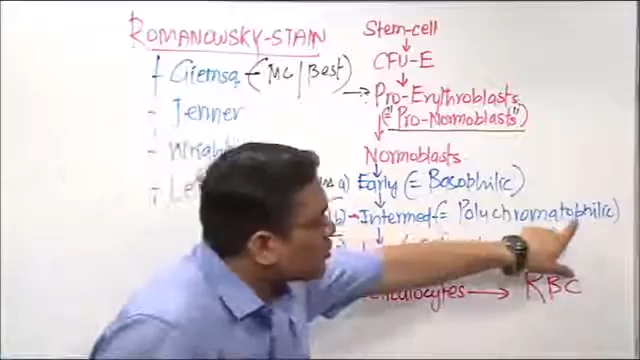 ROMANOWSKY-STAIN
Giemsa - (MC/Best)
- Jenner
- Wright
Stem-cell
CFU-E
Pro-Erythroblasts
(= "Pro-Normoblasts")
Normoblasts
a) Early (= Basophilic)
b) Intermed (= Polychromatophilic)
RBC